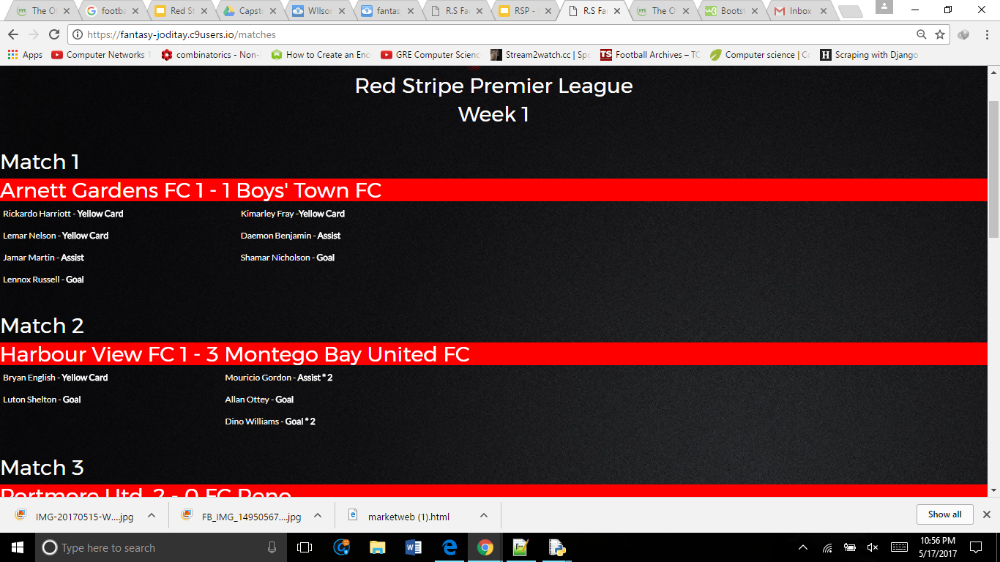 The O
footba
Red St
Capst
WIlsor
fantas
R.S Fa
RSP -
R.S Fa
The O
Bootst
Inbox
https://fantasy-joditay.c9users.io/matches
Apps
Computer Networks
combinatorics - Non-
How to Create an Enc
GRE Computer Scienc
Stream2watch.cc | Spo
TS Football Archives – TC
Computer science | C
H Scraping with Django
Red Stripe Premier League
Week 1
Match 1
Arnett Gardens FC 1 - 1 Boys' Town FC
Rickardo Harriott - Yellow Card Kimarley Fray -Yellow Card
Lemar Nelson - Yellow Card Daemon Benjamin - Assist
Jamar Martin - Assist Shamar Nicholson - Goal
Lennox Russell - Goal
Match 2
Harbour View FC 1 - 3 Montego Bay United FC
Bryan English - Yellow Card Mouricio Gordon - Assist * 2
Luton Shelton - Goal Allan Ottey - Goal
Dino Williams - Goal * 2
Match 3
Portmore Utd. 2 - 0 FC Reno
IMG-20170515-W....jpg
FB_IMG_14950567....jpg
marketweb (1).html
Show all
Type here to search
10:56 PM
5/17/2017